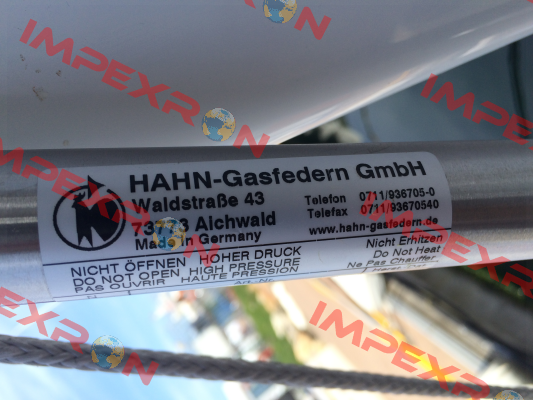 HAHN-Gasfedern GmbH
Waldstraße 43
Telefon 0711/936705-0
Aichwald
Telefax 0711/93670540
Made in Germany
www.hahn-gasfedern.de
NICHT ÖFFNEN HOHER DRUCK
Nicht Erhitzen
DO NOT OPEN HIGH PRESSURE
Do Not Heat
PAS OUVRIR HAUTE PRESSION
Ne Pas Chauffer
Art.-Nr.
IMPEXRON
IMPEXRON
IMPEXRON
IMPEXRON
IMPEXRON